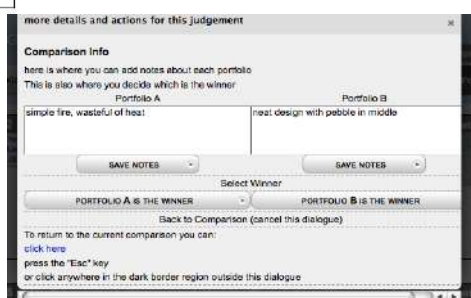 more details and actions for this judgement
Comparison Info
here is where you can add notes about each portfolio
This is also where you decide which is the winner
Portfolio A Portfolio B
simple fire, wasteful of heat neat design with pebble in middle
SAVE NOTES SAVE NOTES
Select Winner
PORTFOLIO A IS THE WINNER PORTFOLIO B IS THE WINNER
Back to Comparison (cancel this dialogue)
To return to the current comparison you can:
click here
press the "Esc" key
or click anywhere in the dark border region outside this dialogue